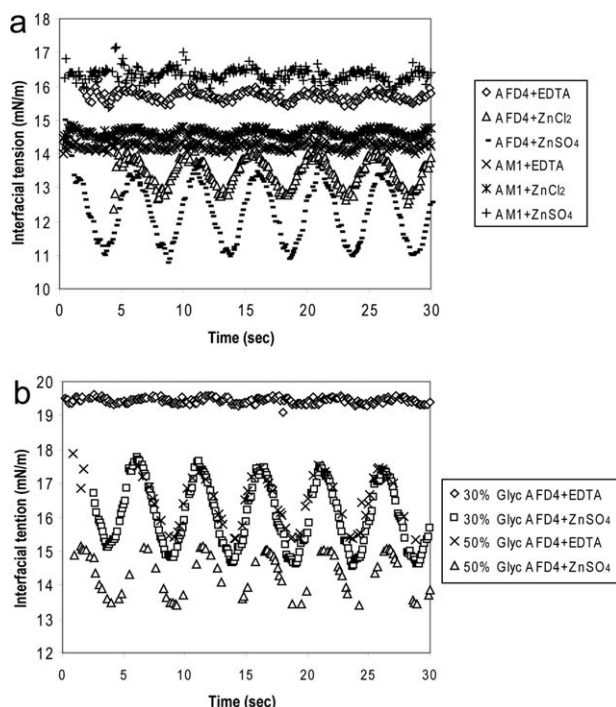 a
Interfacial tension (mN/m)
18
17
16
15
14
13
12
11
10
0 5 10 15 20 25 30
Time (sec)
AFD4+EDTA
AFD4+ZnCl₂
AFD4+ZnSO₄
AM1+EDTA
AM1+ZnCl₂
AM1+ZnSO₄
b
Interfacial tention (mN/m)
20
19
18
17
16
15
14
13
12
0 5 10 15 20 25 30
Time (sec)
30% Glyc AFD4+EDTA
30% Glyc AFD4+ZnSO₄
50% Glyc AFD4+EDTA
50% Glyc AFD4+ZnSO₄